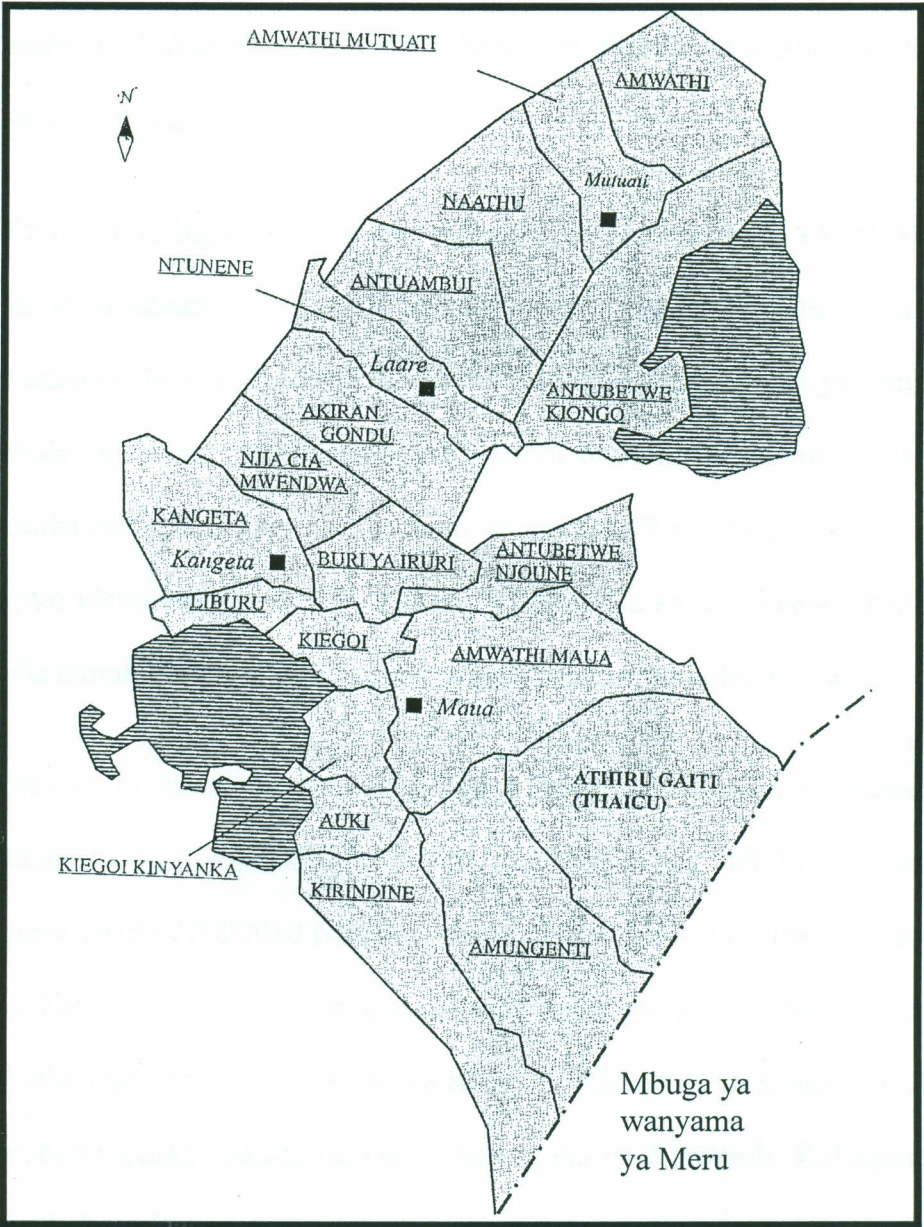 AMWATHI MUTUATI
AMWATHI
N
Mutuati
NAATHU
NTUNENE
ANTUAMBUI
Laare
ANTUBETWE
KIONGO
AKIRAN
GONDU
NJIA CIA
MWENDWA
KANGETA
Kangeta
BURI YA IRURI
ANTUBETWE
NJOUNE
LIBURU
KIEGOI
AMWATHI MAUA
Maua
ATHIRU GAITI
(THAICU)
AUKI
KIEGOI KINYANKA
KIRINDINE
AMUNGENTI
Mbuga ya
wanyama
ya Meru